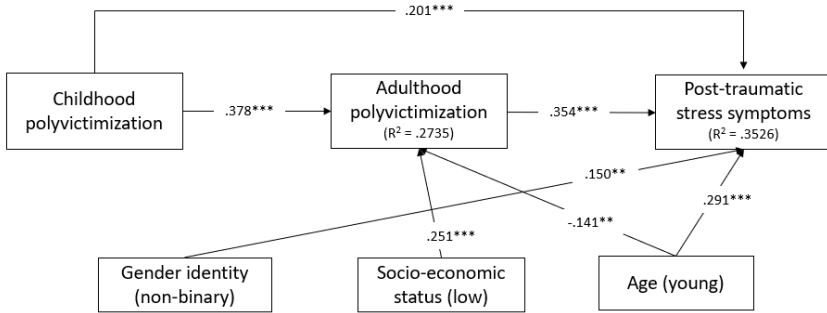 .201***
Childhood
polyvictimization
.378***
Adulthood
polyvictimization
(R² = .2735)
.354***
Post-traumatic
stress symptoms
(R² = .3526)
.150**
.291***
-.141**
.251***
Gender identity
(non-binary)
Socio-economic
status (low)
Age (young)